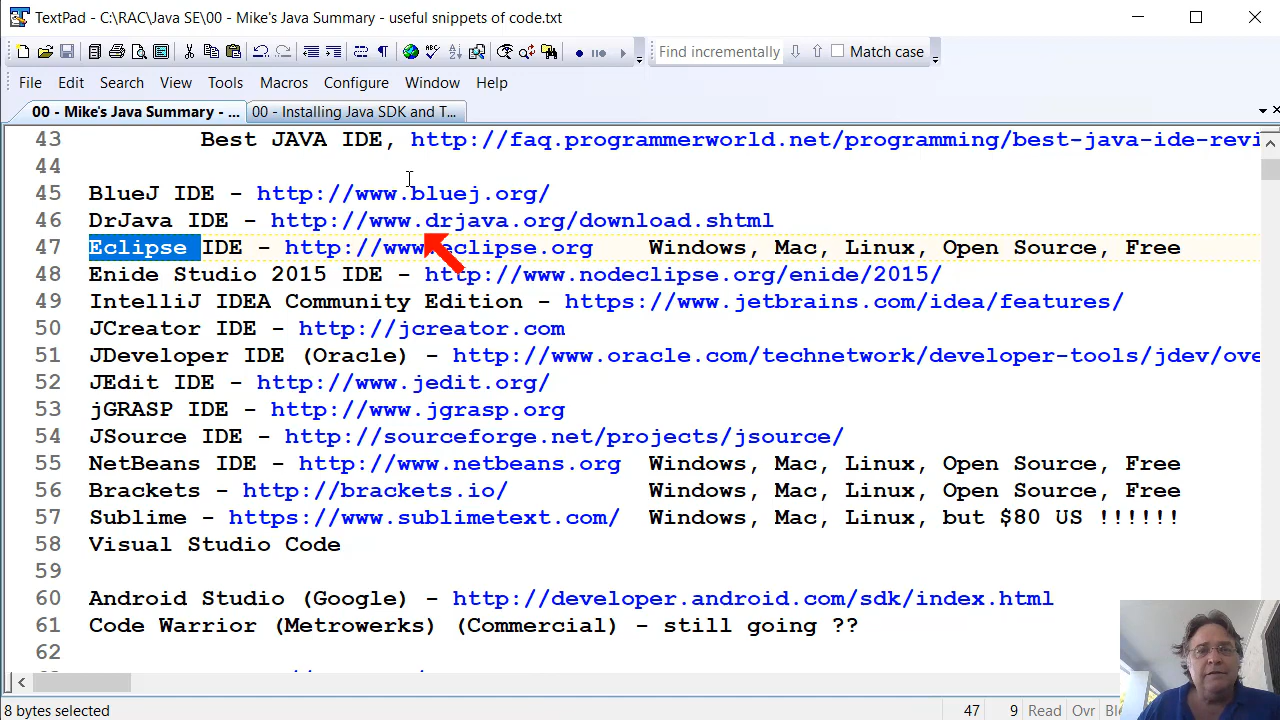 TextPad - C:\RAC\Java SE\00 - Mike's Java Summary - useful snippets of code.txt
Find incrementally
Match case
File Edit Search View Tools Macros Configure Window Help
00 - Mike's Java Summary - ...
00 - Installing Java SDK and T...
43 Best JAVA IDE, http://faq.programmerworld.net/programming/best-java-ide-revi
44
45 BlueJ IDE - http://www.bluej.org/
46 DrJava IDE - http://www.drjava.org/download.shtml
47 Eclipse IDE - http://www.eclipse.org Windows, Mac, Linux, Open Source, Free
48 Enide Studio 2015 IDE - http://www.nodeclipse.org/enide/2015/
49 IntelliJ IDEA Community Edition - https://www.jetbrains.com/idea/features/
50 JCreator IDE - http://jcreator.com
51 JDeveloper IDE (Oracle) - http://www.oracle.com/technetwork/developer-tools/jdev/ove
52 JEdit IDE - http://www.jedit.org/
53 jGRASP IDE - http://www.jgrasp.org
54 JSource IDE - http://sourceforge.net/projects/jsource/
55 NetBeans IDE - http://www.netbeans.org Windows, Mac, Linux, Open Source, Free
56 Brackets - http://brackets.io/ Windows, Mac, Linux, Open Source, Free
57 Sublime - https://www.sublimetext.com/ Windows, Mac, Linux, but $80 US !!!!!!
58 Visual Studio Code
59
60 Android Studio (Google) - http://developer.android.com/sdk/index.html
61 Code Warrior (Metrowerks) (Commercial) - still going ??
62
8 bytes selected
47 9 Read Ovr